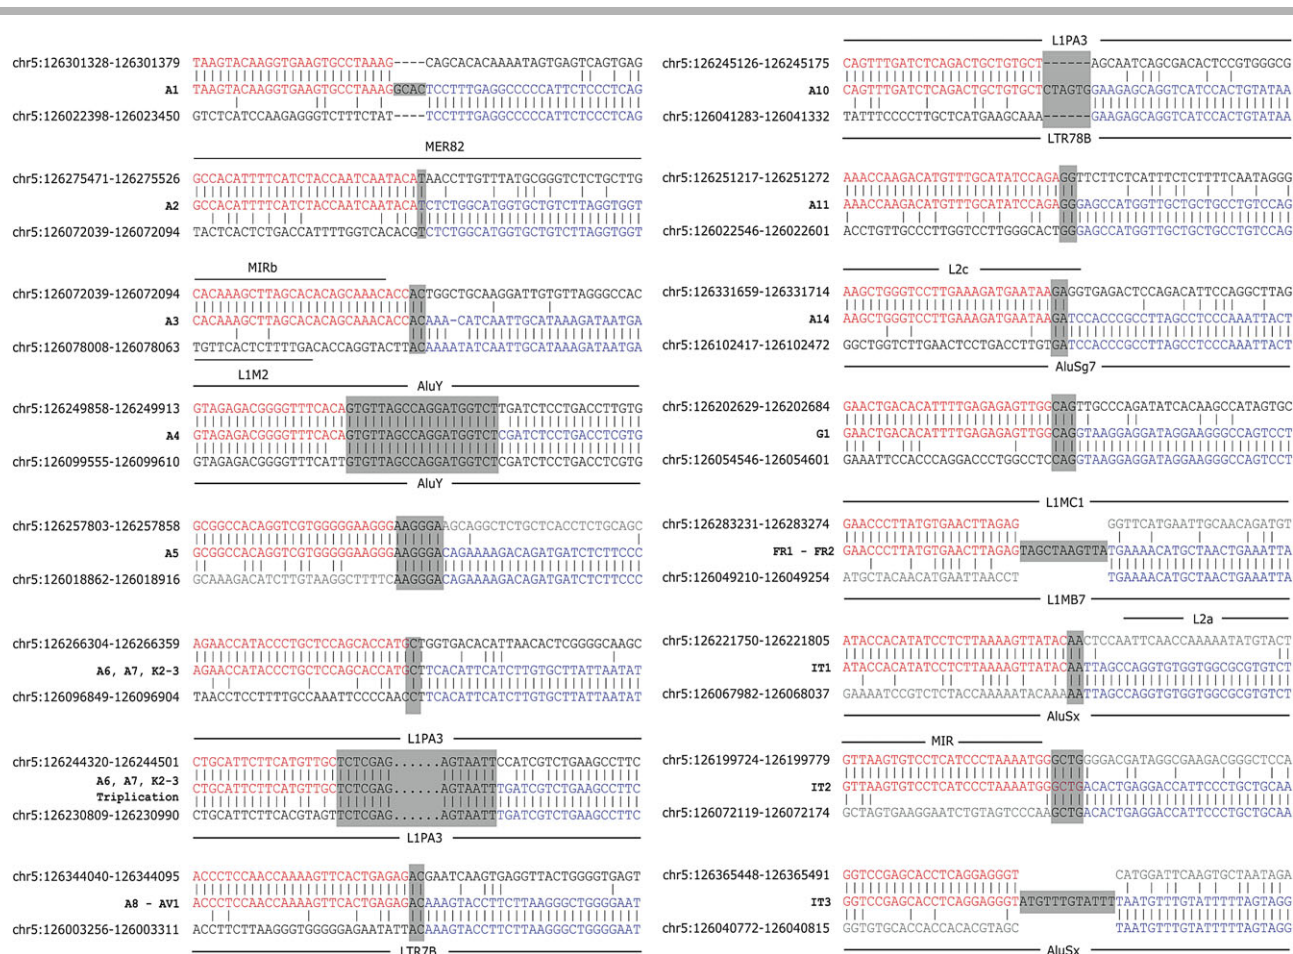 chr5:126301328-126301379 TAAGTACAAGGTGAAGTGCCTAAAG----CAGCACACAAAATAGTGAGTCAGTGAG
A1 TAAGTACAAGGTGAAGTGCCTAAAGGCACTCCTTTGAGGCCCCCATTCTCCCTCAG
chr5:126022398-126023450 GTCTCATCCAAGAGGGTCTTTCTAT----TCCTTTGAGGCCCCCATTCTCCCTCAG
MER82
chr5:126275471-126275526 GCCACATTTTCATCTACCAATCAATACATAACCTTGTTTATGCGGGTCTCTGCTTG
A2 GCCACATTTTCATCTACCAATCAATACATCTCTGGCATGGTGCTGTCTTAGGTGGT
chr5:126072039-126072094 TACTCACTCTGACCATTTTGGTCACACGTCTCTGGCATGGTGCTGTCTTAGGTGGT
MIRb
chr5:126072039-126072094 CACAAAGCTTAGCACACAGCAAACACCACTGGCTGCAAGGATTGTGTTAGGGCCAC
A3 CACAAAGCTTAGCACACAGCAAACACCACAAA-CATCAATTGCATAAAGATAATGA
chr5:126078008-126078063 TGTTCACTCTTTTGACACCAGGTACTTACAAAATATCAATTGCATAAAGATAATGA
L1M2
AluY
chr5:126249858-126249913 GTAGAGACGGGGTTTCACAGTGTTAGCCAGGATGGTCTTGATCTCCTGACCTTGTG
A4 GTAGAGACGGGGTTTCACAGTGTTAGCCAGGATGGTCTCGATCTCCTGACCTCGTG
chr5:126099555-126099610 GTAGAGACGGGGTTTCATTGTGTTAGCCAGGATGGTCTCGATCTCCTGACCTCGTG
AluY
chr5:126257803-126257858 GCGGCCACAGGTCGTGGGGGAAGGGAAGGGAAGCAGGCTCTGCTCACCTCTGCAGC
A5 GCGGCCACAGGTCGTGGGGGAAGGGAAGGGACAGAAAAGACAGATGATCTCTTCCC
chr5:126018862-126018916 GCAAAGACATCTTGTAAGGCTTTTCAAGGGACAGAAAAGACAGATGATCTCTTCCC
chr5:126266304-126266359 AGAACCATACCCTGCTCCAGCACCATGCTGGTGACACATTAACACTCGGGGCAAGC
A6, A7, K2-3 AGAACCATACCCTGCTCCAGCACCATGCTTCACATTCATCTTGTGCTTATTAATAT
chr5:126096849-126096904 TAACCTCCTTTTGCCAAATTCCCCAAGCCTTCACATTCATCTTGTGCTTATTAATAT
L1PA3
chr5:126244320-126244501 CTGCATTCTTCATGTTGCTCTCGAG......AGTAATTCCATCGTCTGAAGCCTTC
A6, A7, K2-3 CTGCATTCTTCATGTTGCTCTCGAG......AGTAATTTGATCGTCTGAAGCCTTC
Triplication
chr5:126230809-126230990 CTGCATTCTTCACGTAGTTCTCGAG......AGTAATTTGATCGTCTGAAGCCTTC
L1PA3
chr5:126344040-126344095 ACCCTCCAACCAAAAGTTCACTGAGAGACGAATCAAGTGAGGTTACTGGGGTGAGT
A8 - AV1 ACCCTCCAACCAAAAGTTCACTGAGAGACAAAGTACCTTCTTAAGGGCTGGGGAAT
chr5:126003256-126003311 ACCTTCTTAAGGGTGGGGGAGAATATTACAAAGTACCTTCTTAAGGGCTGGGGAAT
LTR7B
L1PA3
chr5:126245126-126245175 CAGTTTGATCTCAGACTGCTGTGCT------AGCAATCAGCGACACTCCGTGGGCG
A10 CAGTTTGATCTCAGACTGCTGTGCTCTAGTGGAAGAGCAGGTCATCCACTGTATAA
chr5:126041283-126041332 TATTTCCCCTTGCTCATGAAGCAAA------GAAGAGCAGGTCATCCACTGTATAA
LTR78B
chr5:126251217-126251272 AAACCAAGACATGTTTGCATATCCAGAGGTTCTTCTCATTTCTCTTTTCAATAGGG
A11 AAACCAAGACATGTTTGCATATCCAGAGGGAGCCATGGTTGCTGCTGCCTGTCCAG
chr5:126022546-126022601 ACCTGTTGCCCTTGGTCCTTGGGCACTGGGAGCCATGGTTGCTGCTGCCTGTCCAG
L2c
chr5:126331659-126331714 AAGCTGGGTCCTTGAAAGATGAATAAGAGGTGAGACTCCAGACATTCCAGGCTTAG
A14 AAGCTGGGTCCTTGAAAGATGAATAAGATCCACCCGCCTTAGCCTCCCAAATTACT
chr5:126102417-126102472 GGCTGGTCTTGAACTCCTGACCTTGTGATCCACCCGCCTTAGCCTCCCAAATTACT
AluSg7
chr5:126202629-126202684 GAACTGACACATTTTGAGAGAGTTGGCAGTTGCCCAGATATCACAAGCCATAGTGC
G1 GAACTGACACATTTTGAGAGAGTTGGCAGGTAAGGAGGATAGGAAGGGCCAGTCCT
chr5:126054546-126054601 GAAATTCCACCCAGGACCCTGGCCTCCAGGTAAGGAGGATAGGAAGGGCCAGTCCT
L1MC1
chr5:126283231-126283274 GAACCCTTATGTGAACTTAGAG GGTTCATGAATTGCAACAGATGT
FR1 - FR2 GAACCCTTATGTGAACTTAGAGTAGCTAAGTTATGAAAACATGCTAACTGAAATTA
chr5:126049210-126049254 ATGCTACAACATGAATTAACCT TGAAAACATGCTAACTGAAATTA
L1MB7
L2a
chr5:126221750-126221805 ATACCACATATCCTCTTAAAAGTTATACAACTCCAATTCAACCAAAAATATGTACT
IT1 ATACCACATATCCTCTTAAAAGTTATACAATTAGCCAGGTGTGGTGGCGCGTGTCT
chr5:126067982-126068037 GAAAATCCGTCTCTACCAAAAATACAAAAATTAGCCAGGTGTGGTGGCGCGTGTCT
AluSx
MIR
chr5:126199724-126199779 GTTAAGTGTCCTCATCCCTAAAATGGGCTGGGGACGATAGGCGAAGACGGGCTCCA
IT2 GTTAAGTGTCCTCATCCCTAAAATGGGCTGACACTGAGGACCATTCCCTGCTGCAA
chr5:126072119-126072174 GCTAGTGAAGGAATCTGTAGTCCCAAGCTGACACTGAGGACCATTCCCTGCTGCAA
chr5:126365448-126365491 GGTCCGAGCACCTCAGGAGGGT CATGGATTCAAGTGCTAATAGA
IT3 GGTCCGAGCACCTCAGGAGGGTATGTTTGTATTTTAATGTTTGTATTTTTAGTAGG
chr5:126040772-126040815 GGTGTGCACCACCACACGTAGC TAATGTTTGTATTTTTAGTAGG
AluSx